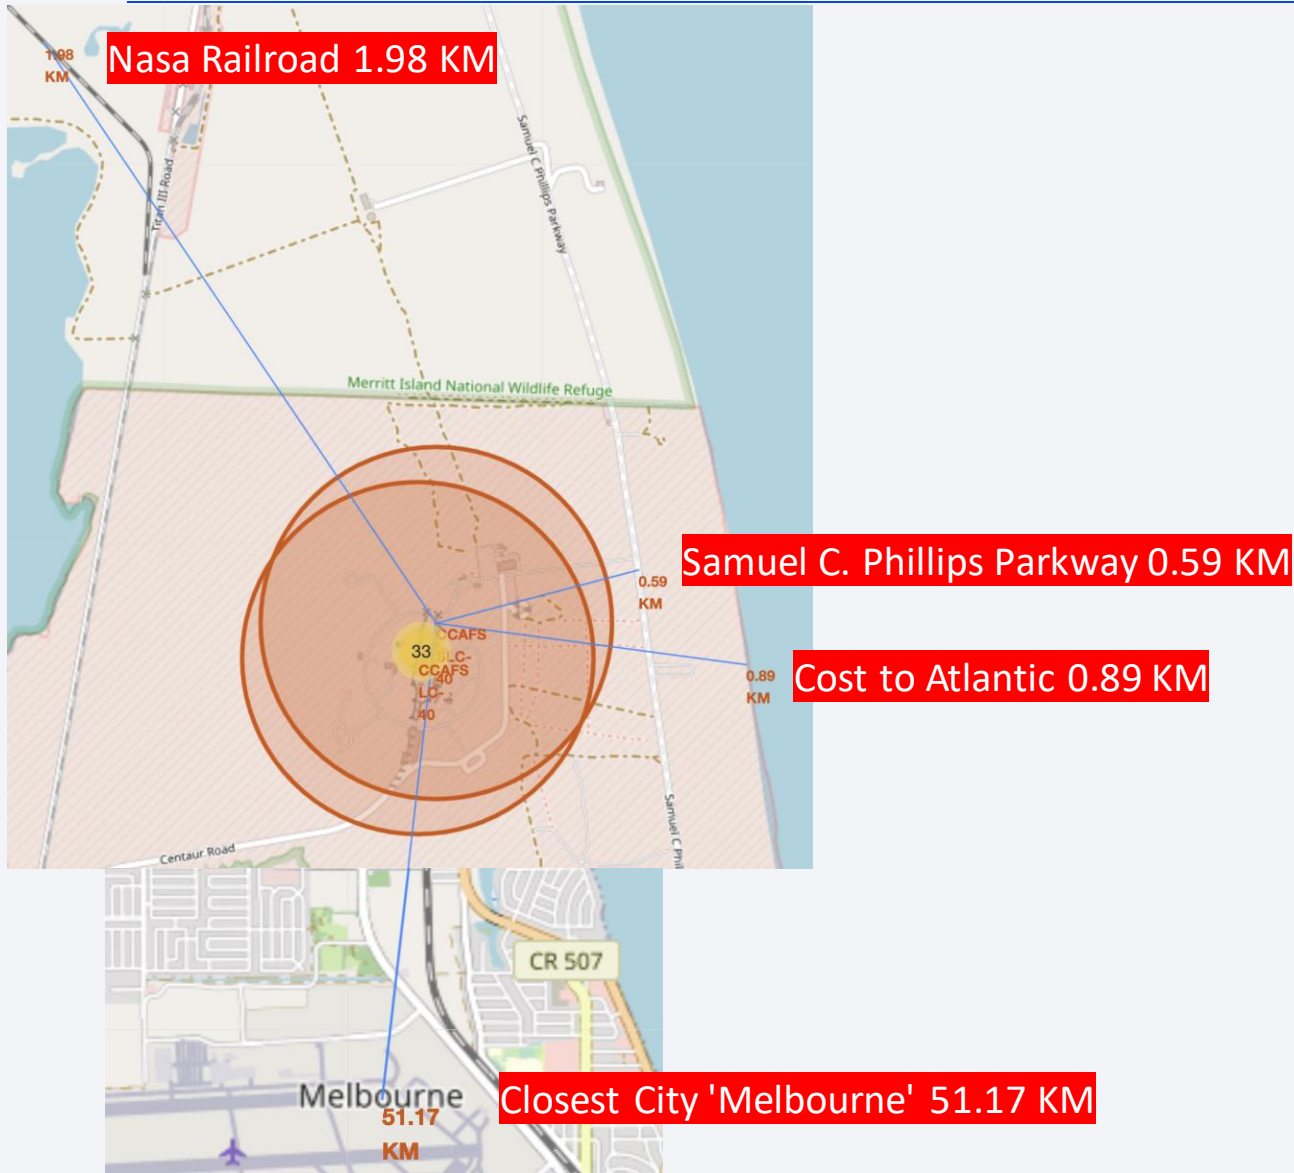 1.98
KM
Nasa Railroad 1.98 KM
Samuel C Phillips Parkway
Titan III Road
Merritt Island National Wildlife Refuge
Samuel C. Phillips Parkway 0.59 KM
0.59
KM
CCAFS
SLC-
40
33
CCAFS
LC-
40
0.89
KM
Cost to Atlantic 0.89 KM
Samuel C Phil
Centaur Road
CR 507
Melbourne
51.17
KM
Closest City 'Melbourne' 51.17 KM